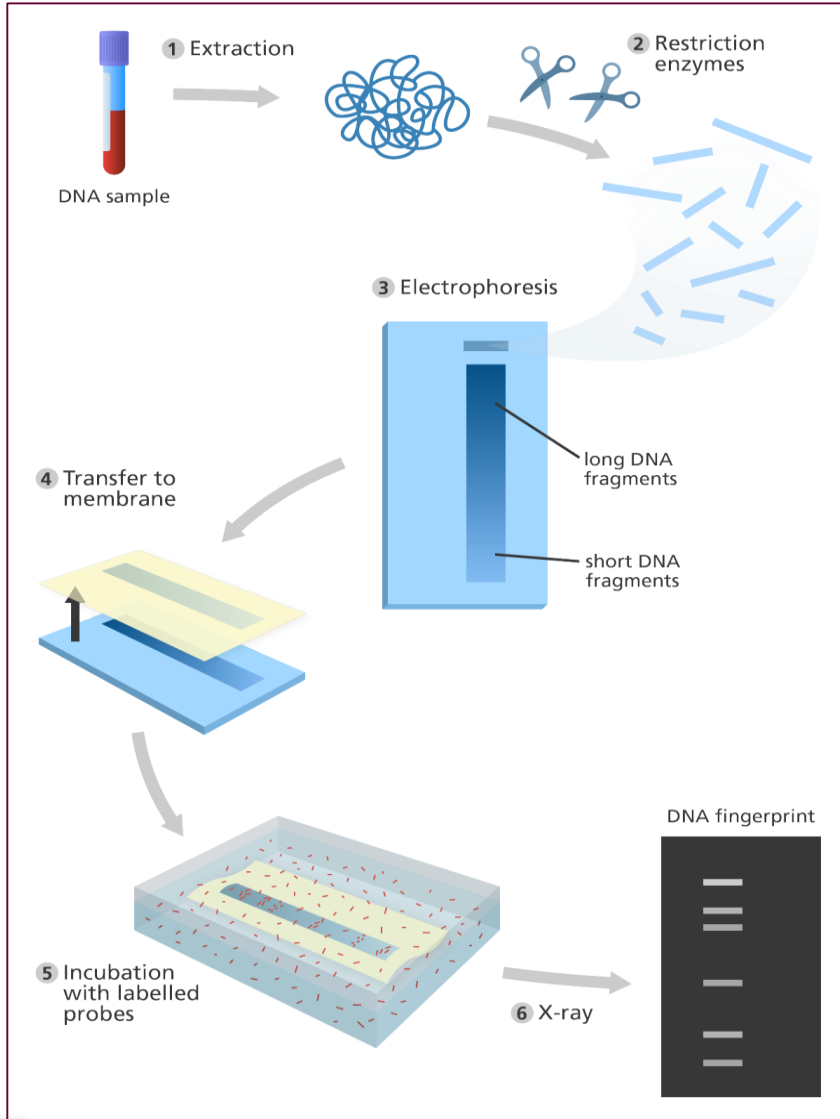 1 Extraction
2 Restriction
enzymes
DNA sample
3 Electrophoresis
long DNA
fragments
short DNA
fragments
4 Transfer to
membrane
DNA fingerprint
5 Incubation
with labelled
probes
6 X-ray